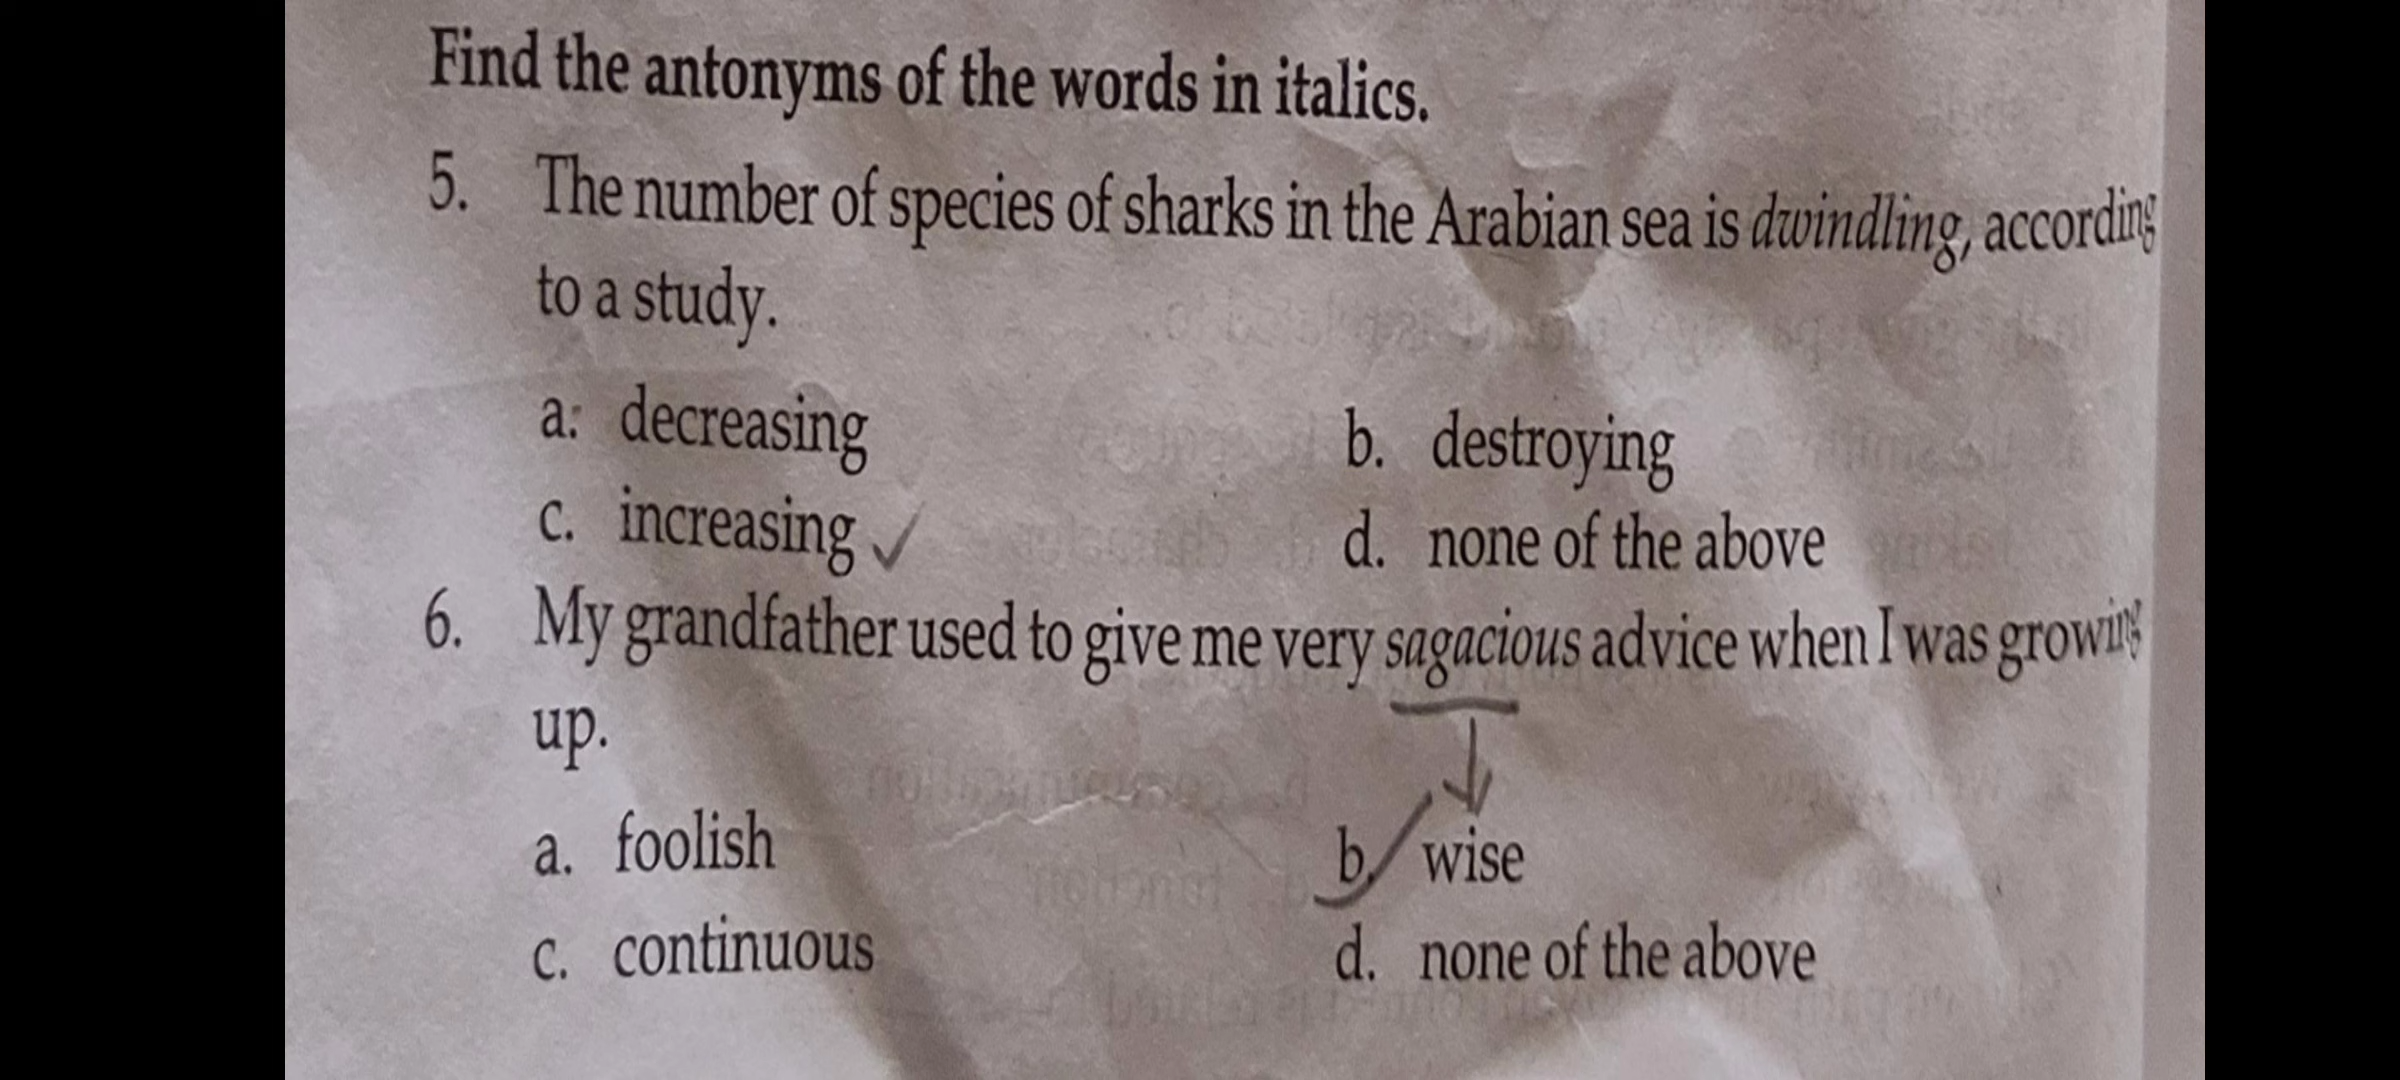 Find the antonyms of the words in italics.
5. The number of species of sharks in the Arabian sea is dwindling, according
to a study.
a. decreasing b. destroying
c. increasing ✓ d. none of the above
6. My grandfather used to give me very sagacious advice when I was growing
up.
a. foolish b. wise
c. continuous d. none of the above